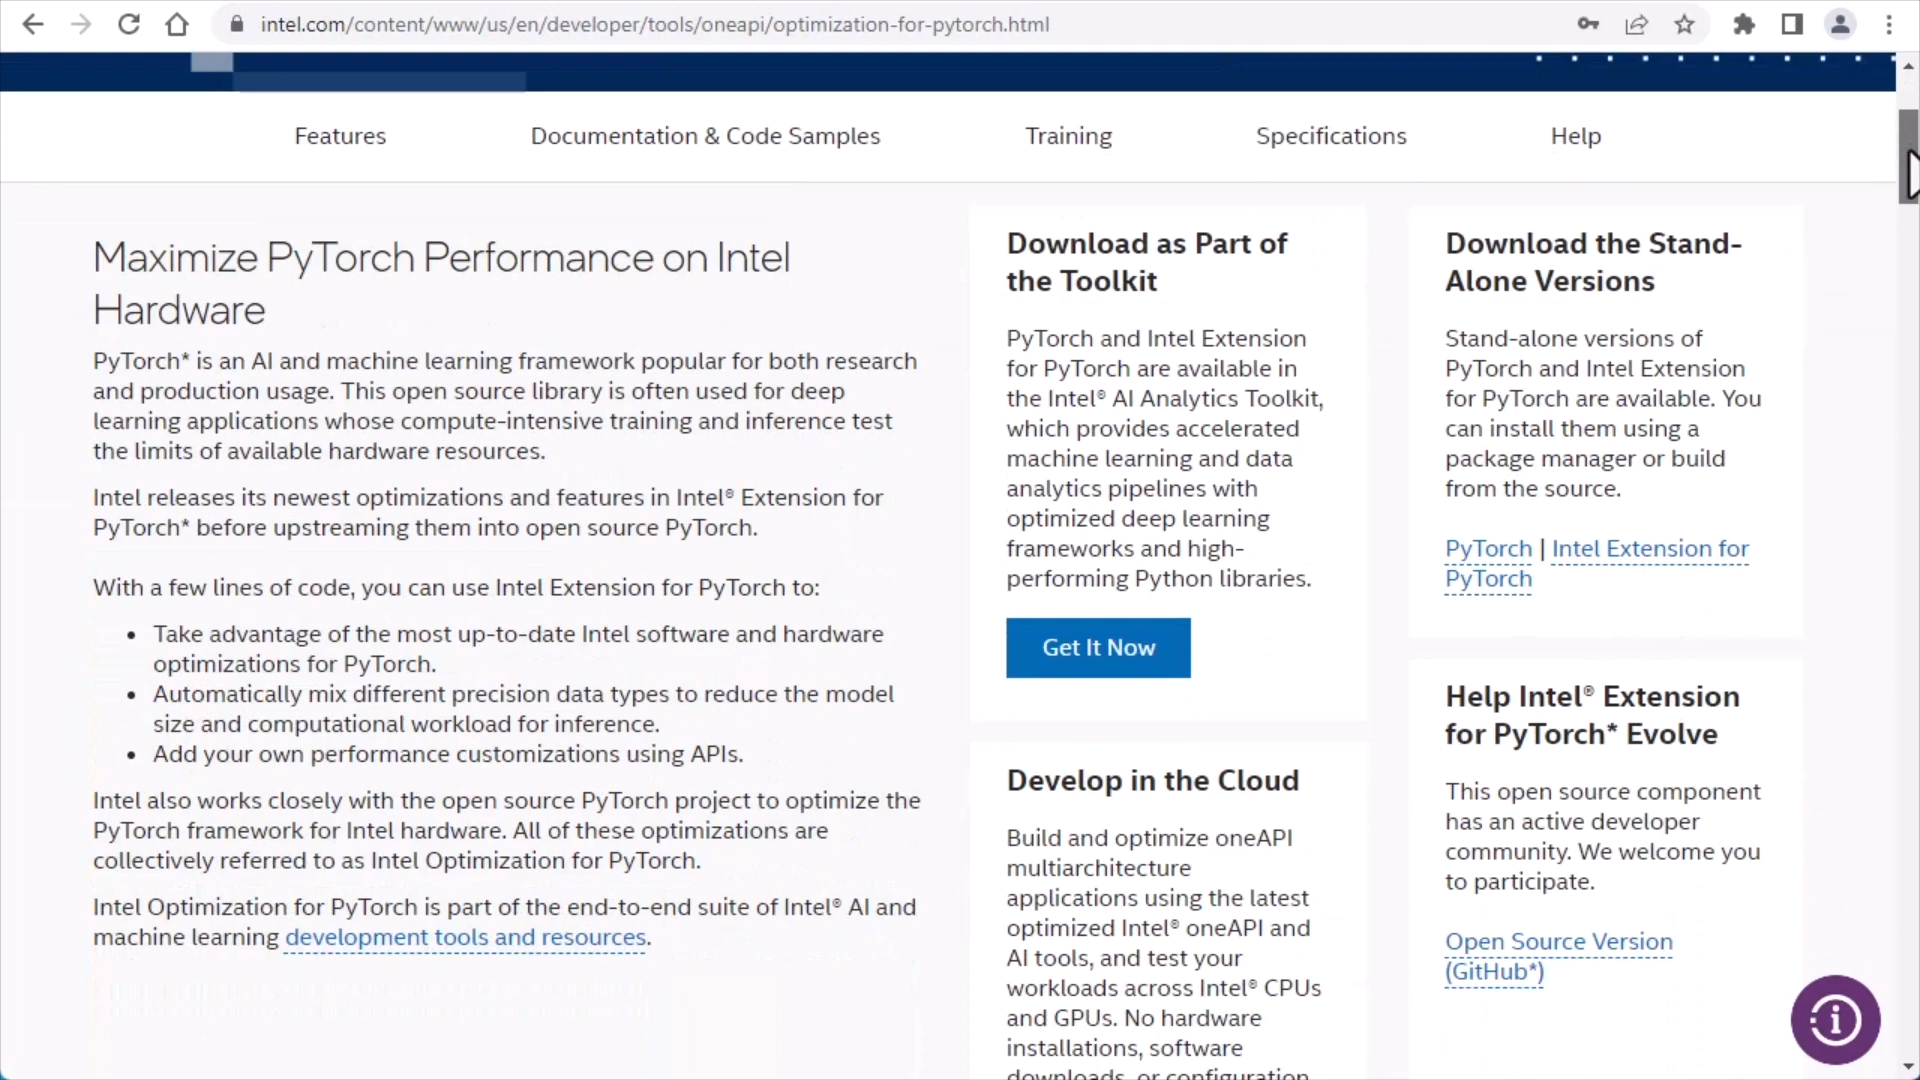 intel.com/content/www/us/en/developer/tools/oneapi/optimization-for-pytorch.html
Features
Documentation & Code Samples
Training
Specifications
Help
Maximize PyTorch Performance on Intel
Hardware
PyTorch* is an AI and machine learning framework popular for both research
and production usage. This open source library is often used for deep
learning applications whose compute-intensive training and inference test
the limits of available hardware resources.
Intel releases its newest optimizations and features in Intel® Extension for
PyTorch* before upstreaming them into open source PyTorch.
With a few lines of code, you can use Intel Extension for PyTorch to:
• Take advantage of the most up-to-date Intel software and hardware
optimizations for PyTorch.
• Automatically mix different precision data types to reduce the model
size and computational workload for inference.
• Add your own performance customizations using APIs.
Intel also works closely with the open source PyTorch project to optimize the
PyTorch framework for Intel hardware. All of these optimizations are
collectively referred to as Intel Optimization for PyTorch.
Intel Optimization for PyTorch is part of the end-to-end suite of Intel® AI and
machine learning development tools and resources.
Download as Part of
the Toolkit
PyTorch and Intel Extension
for PyTorch are available in
the Intel® AI Analytics Toolkit,
which provides accelerated
machine learning and data
analytics pipelines with
optimized deep learning
frameworks and high-
performing Python libraries.
Get It Now
Develop in the Cloud
Build and optimize oneAPI
multiarchitecture
applications using the latest
optimized Intel® oneAPI and
AI tools, and test your
workloads across Intel® CPUs
and GPUs. No hardware
installations, software
downloads, or configuration
Download the Stand-
Alone Versions
Stand-alone versions of
PyTorch and Intel Extension
for PyTorch are available. You
can install them using a
package manager or build
from the source.
PyTorch | Intel Extension for
PyTorch
Help Intel® Extension
for PyTorch* Evolve
This open source component
has an active developer
community. We welcome you
to participate.
Open Source Version
(GitHub*)